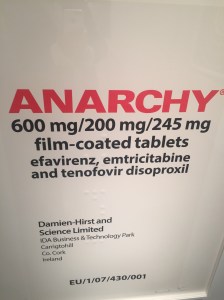 ANARCHY®
600 mg/200 mg/245 mg
film-coated tablets
efavirenz, emtricitabine
and tenofovir disoproxil
Damien-Hirst and
Science Limited
IDA Business & Technology Park
Carrigtohill
Co. Cork
Ireland
EU/1/07/430/001